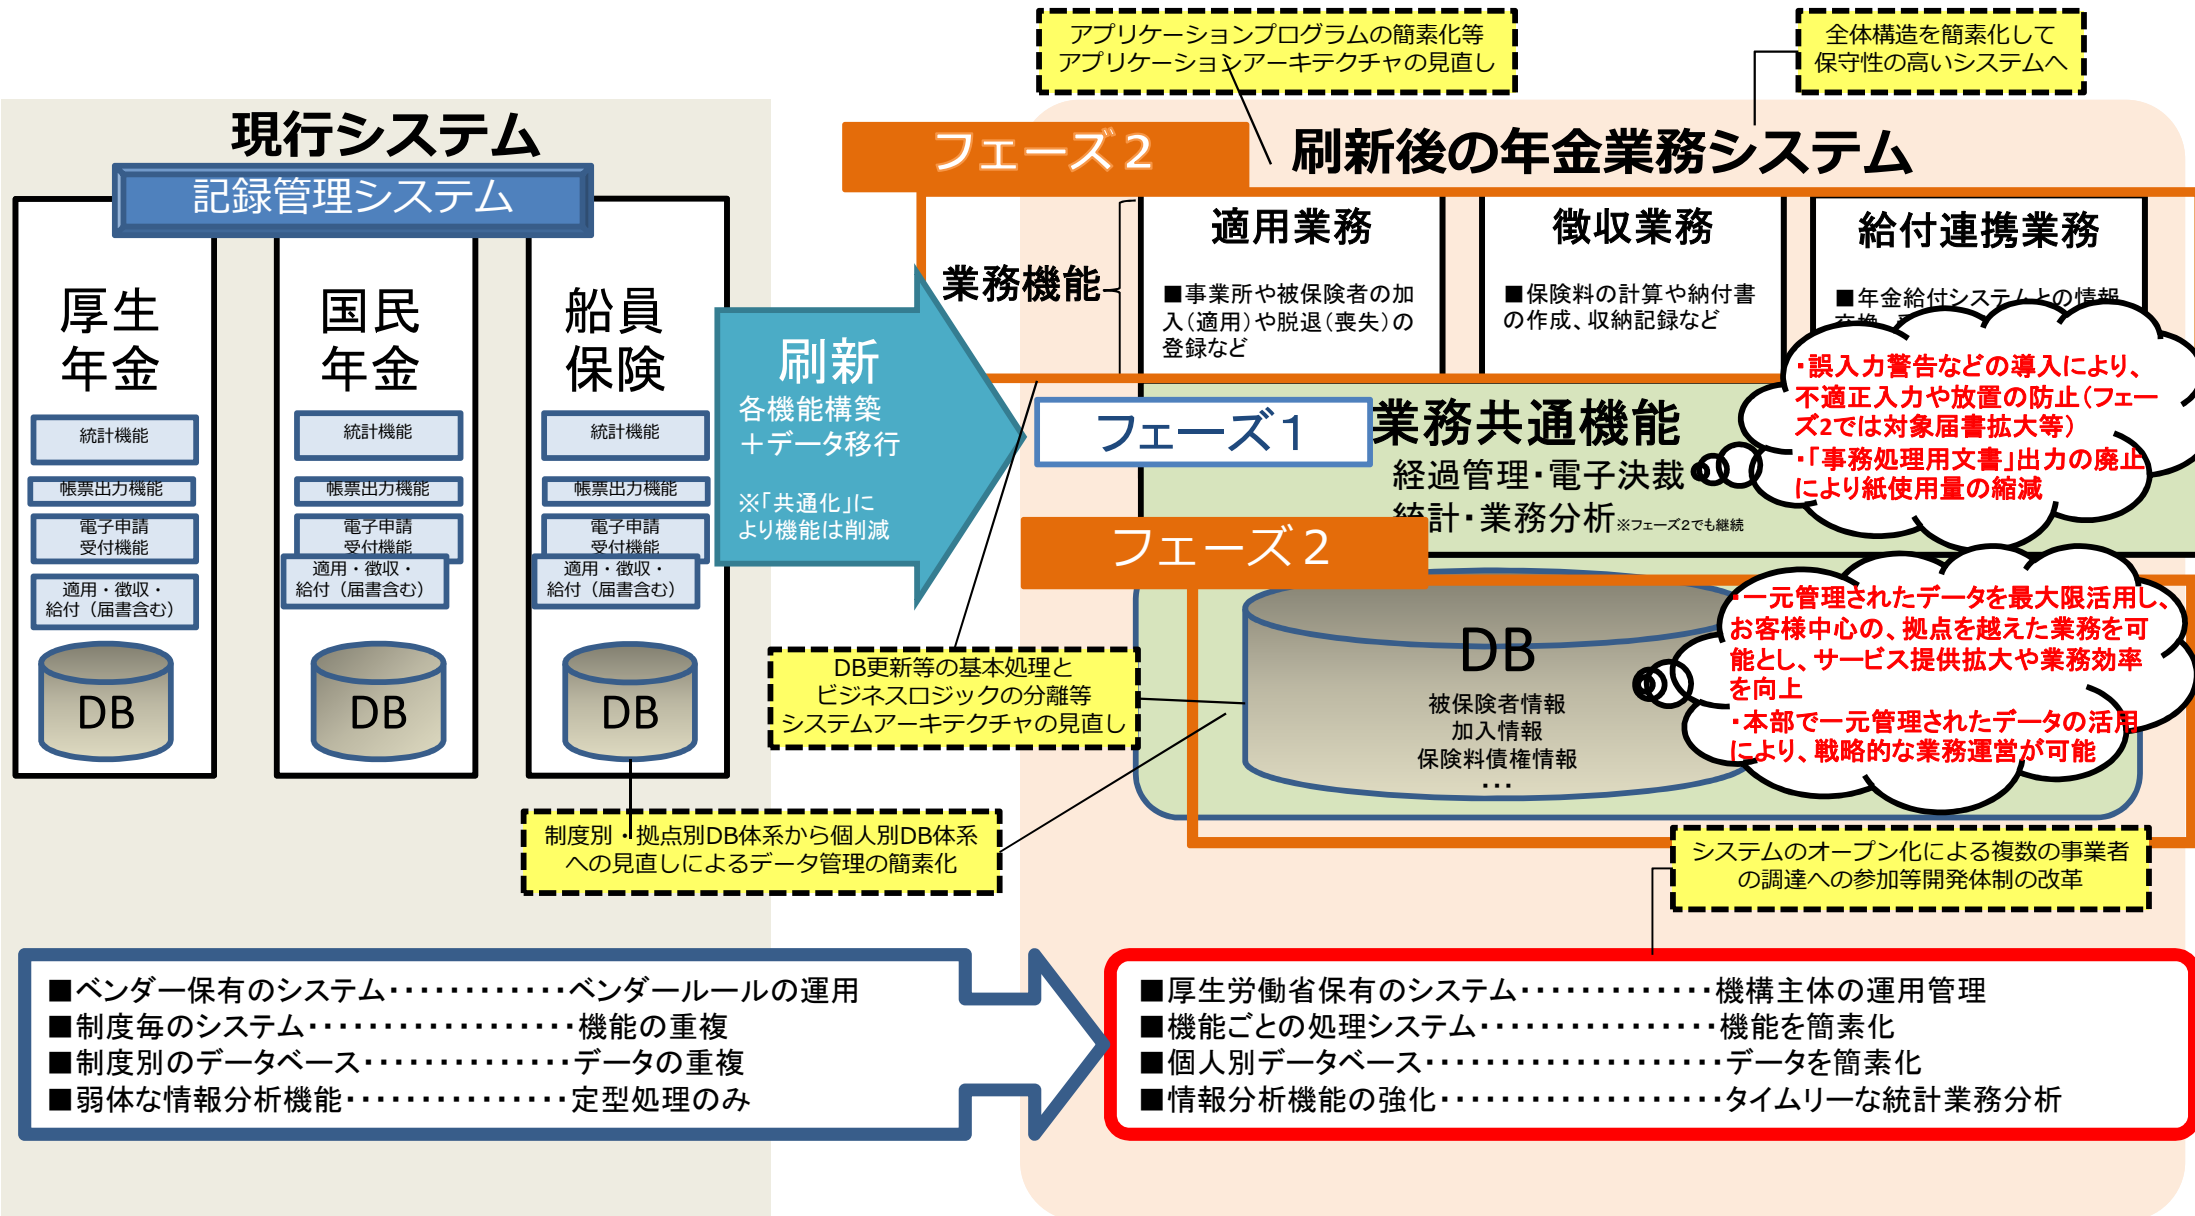 アプリケーションプログラムの簡素化等
アプリケーションアーキテクチャの見直し
全体構造を簡素化して
保守性の高いシステムへ
現行システム
記録管理システム
厚生
年金
統計機能
帳票出力機能
電子申請
受付機能
適用・徴収・
給付（届書含む）
DB
国民
年金
統計機能
帳票出力機能
電子申請
受付機能
適用・徴収・
給付（届書含む）
DB
船員
保険
統計機能
帳票出力機能
電子申請
受付機能
適用・徴収・
給付（届書含む）
DB
刷新
各機能構築
＋データ移行
※「共通化」に
より機能は削減
フェーズ２
刷新後の年金業務システム
業務機能
適用業務
■事業所や被保険者の加
入（適用）や脱退（喪失）の
登録など
徴収業務
■保険料の計算や納付書
の作成、収納記録など
給付連携業務
■年金給付システムとの情報
フェーズ１
業務共通機能
経過管理・電子決裁
統計・業務分析※フェーズ２でも継続
・誤入力警告などの導入により、
不適正入力や放置の防止（フェー
ズ2では対象届書拡大等）
・「事務処理用文書」出力の廃止
により紙使用量の縮減
フェーズ２
DB
被保険者情報
加入情報
保険料債権情報
・・・
・一元管理されたデータを最大限活用し、
お客様中心の、拠点を越えた業務を可
能とし、サービス提供拡大や業務効率
を向上
・本部で一元管理されたデータの活用
により、戦略的な業務運営が可能
DB更新等の基本処理と
ビジネスロジックの分離等
システムアーキテクチャの見直し
制度別・拠点別DB体系から個人別DB体系
への見直しによるデータ管理の簡素化
システムのオープン化による複数の事業者
の調達への参加等開発体制の改革
■ベンダー保有のシステム・・・・・・・・・・・・ベンダールールの運用
■制度毎のシステム・・・・・・・・・・・・・・・・・・機能の重複
■制度別のデータベース・・・・・・・・・・・・・・データの重複
■弱体な情報分析機能・・・・・・・・・・・・・・・定型処理のみ
■厚生労働省保有のシステム・・・・・・・・・・・・・機構主体の運用管理
■機能ごとの処理システム・・・・・・・・・・・・・・・・機能を簡素化
■個人別データベース・・・・・・・・・・・・・・・・・・・・データを簡素化
■情報分析機能の強化・・・・・・・・・・・・・・・・・・・タイムリーな統計業務分析